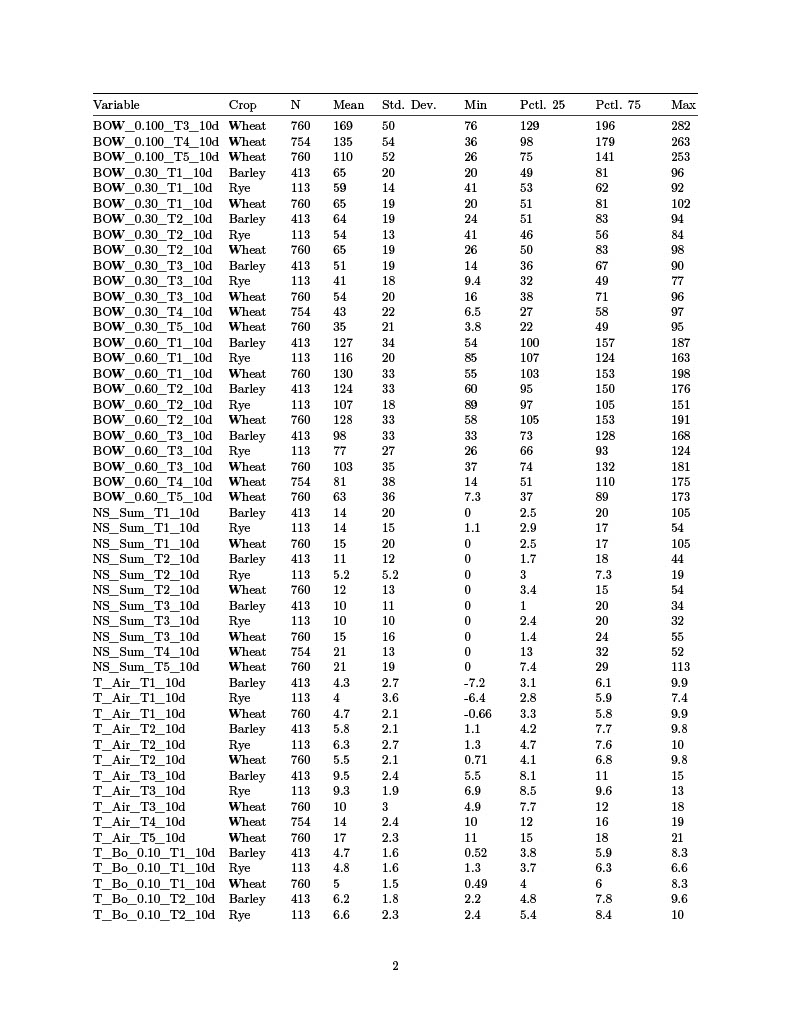 Variable Crop N Mean Std. Dev. Min Pctl. 25 Pctl. 75 Max
BOW_0.100_T3_10d Wheat 760 169 50 76 129 196 282
BOW_0.100_T4_10d Wheat 754 135 54 36 98 179 263
BOW_0.100_T5_10d Wheat 760 110 52 26 75 141 253
BOW_0.30_T1_10d Barley 413 65 20 20 49 81 96
BOW_0.30_T1_10d Rye 113 59 14 41 53 62 92
BOW_0.30_T1_10d Wheat 760 65 19 20 51 81 102
BOW_0.30_T2_10d Barley 413 64 19 24 51 83 94
BOW_0.30_T2_10d Rye 113 54 13 41 46 56 84
BOW_0.30_T2_10d Wheat 760 65 19 26 50 83 98
BOW_0.30_T3_10d Barley 413 51 19 14 36 67 90
BOW_0.30_T3_10d Rye 113 41 18 9.4 32 49 77
BOW_0.30_T3_10d Wheat 760 54 20 16 38 71 96
BOW_0.30_T4_10d Wheat 754 43 22 6.5 27 58 97
BOW_0.30_T5_10d Wheat 760 35 21 3.8 22 49 95
BOW_0.60_T1_10d Barley 413 127 34 54 100 157 187
BOW_0.60_T1_10d Rye 113 116 20 85 107 124 163
BOW_0.60_T1_10d Wheat 760 130 33 55 103 153 198
BOW_0.60_T2_10d Barley 413 124 33 60 95 150 176
BOW_0.60_T2_10d Rye 113 107 18 89 97 105 151
BOW_0.60_T2_10d Wheat 760 128 33 58 105 153 191
BOW_0.60_T3_10d Barley 413 98 33 33 73 128 168
BOW_0.60_T3_10d Rye 113 77 27 26 66 93 124
BOW_0.60_T3_10d Wheat 760 103 35 37 74 132 181
BOW_0.60_T4_10d Wheat 754 81 38 14 51 110 175
BOW_0.60_T5_10d Wheat 760 63 36 7.3 37 89 173
NS_Sum_T1_10d Barley 413 14 20 0 2.5 20 105
NS_Sum_T1_10d Rye 113 14 15 1.1 2.9 17 54
NS_Sum_T1_10d Wheat 760 15 20 0 2.5 17 105
NS_Sum_T2_10d Barley 413 11 12 0 1.7 18 44
NS_Sum_T2_10d Rye 113 5.2 5.2 0 3 7.3 19
NS_Sum_T2_10d Wheat 760 12 13 0 3.4 15 54
NS_Sum_T3_10d Barley 413 10 11 0 1 20 34
NS_Sum_T3_10d Rye 113 10 10 0 2.4 20 32
NS_Sum_T3_10d Wheat 760 15 16 0 1.4 24 55
NS_Sum_T4_10d Wheat 754 21 13 0 13 32 52
NS_Sum_T5_10d Wheat 760 21 19 0 7.4 29 113
T_Air_T1_10d Barley 413 4.3 2.7 -7.2 3.1 6.1 9.9
T_Air_T1_10d Rye 113 4 3.6 -6.4 2.8 5.9 7.4
T_Air_T1_10d Wheat 760 4.7 2.1 -0.66 3.3 5.8 9.9
T_Air_T2_10d Barley 413 5.8 2.1 1.1 4.2 7.7 9.8
T_Air_T2_10d Rye 113 6.3 2.7 1.3 4.7 7.6 10
T_Air_T2_10d Wheat 760 5.5 2.1 0.71 4.1 6.8 9.8
T_Air_T3_10d Barley 413 9.5 2.4 5.5 8.1 11 15
T_Air_T3_10d Rye 113 9.3 1.9 6.9 8.5 9.6 13
T_Air_T3_10d Wheat 760 10 3 4.9 7.7 12 18
T_Air_T4_10d Wheat 754 14 2.4 10 12 16 19
T_Air_T5_10d Wheat 760 17 2.3 11 15 18 21
T_Bo_0.10_T1_10d Barley 413 4.7 1.6 0.52 3.8 5.9 8.3
T_Bo_0.10_T1_10d Rye 113 4.8 1.6 1.3 3.7 6.3 6.6
T_Bo_0.10_T1_10d Wheat 760 5 1.5 0.49 4 6 8.3
T_Bo_0.10_T2_10d Barley 413 6.2 1.8 2.2 4.8 7.8 9.6
T_Bo_0.10_T2_10d Rye 113 6.6 2.3 2.4 5.4 8.4 10
2